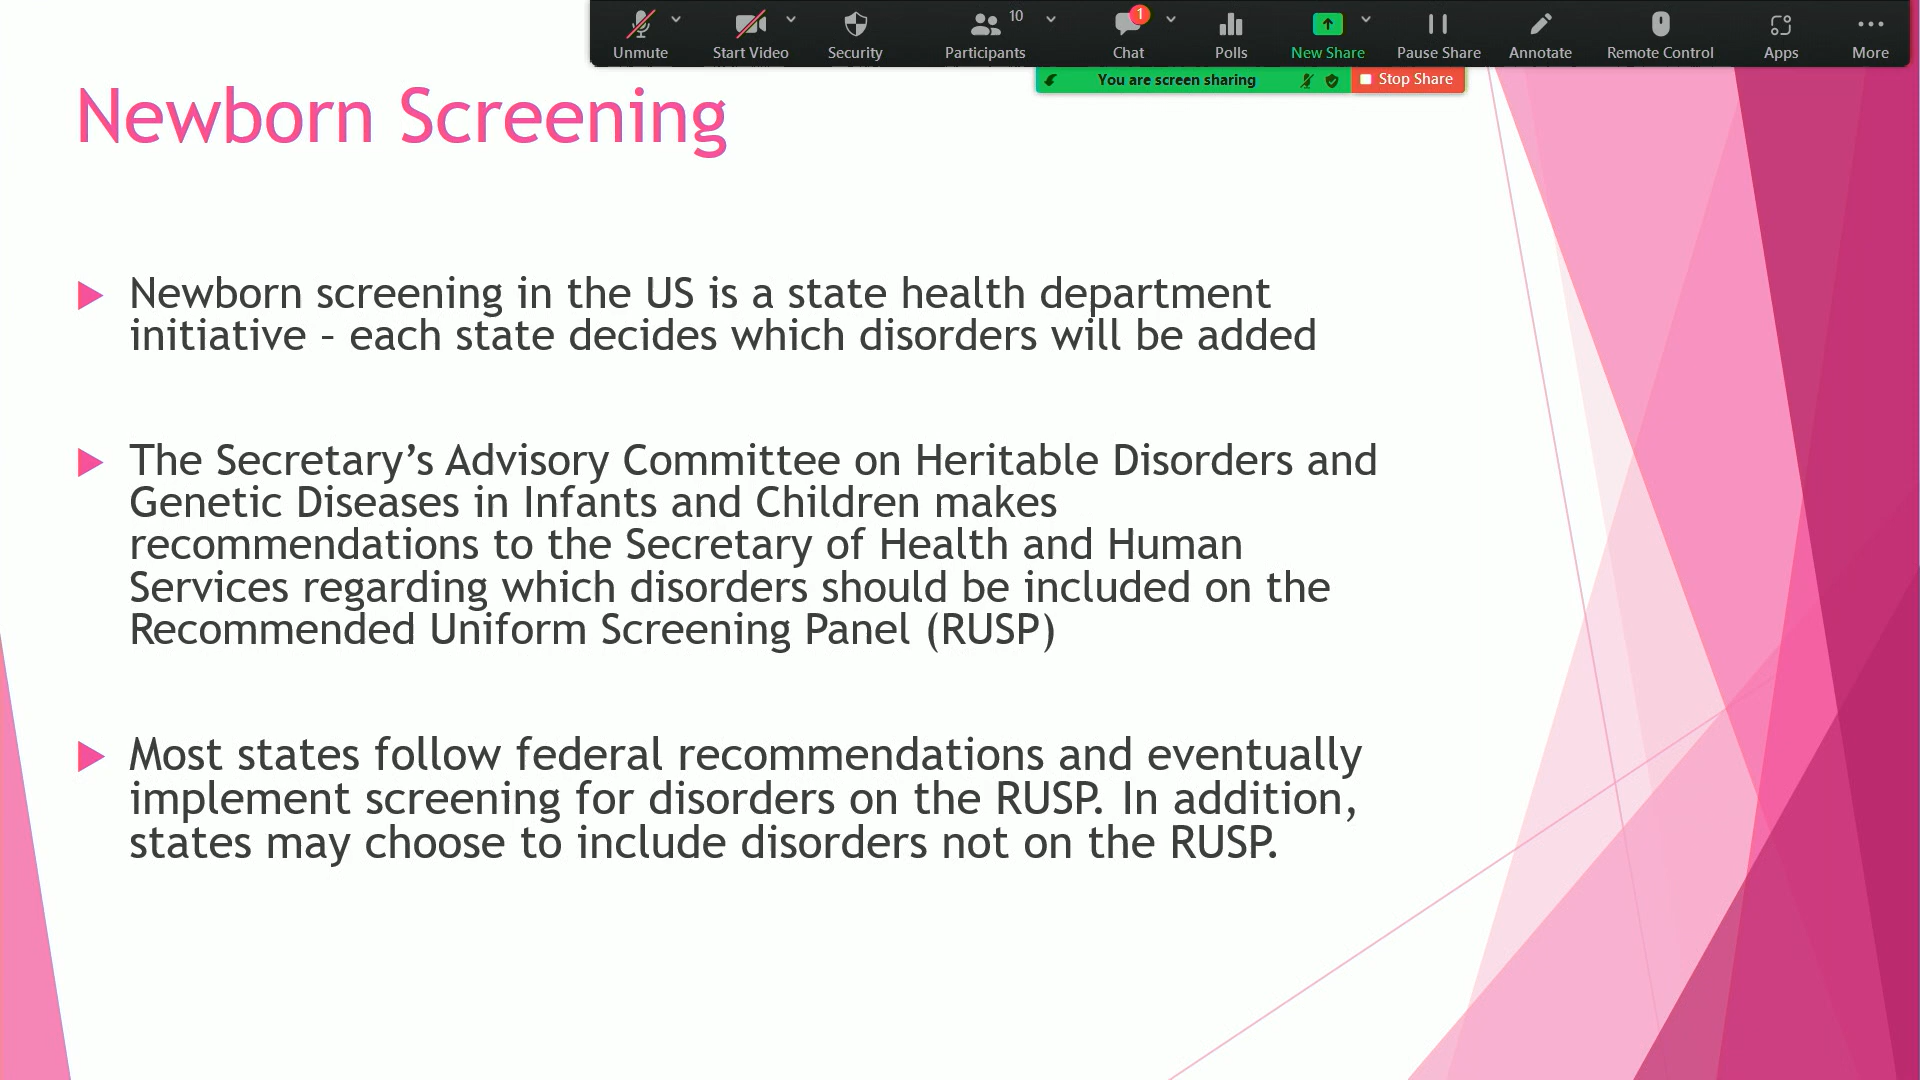 10
1
Unmute Start Video Security Participants Chat Polls New Share Pause Share Annotate Remote Control Apps More
You are screen sharing Stop Share
Newborn Screening
Newborn screening in the US is a state health department
initiative – each state decides which disorders will be added
The Secretary’s Advisory Committee on Heritable Disorders and
Genetic Diseases in Infants and Children makes
recommendations to the Secretary of Health and Human
Services regarding which disorders should be included on the
Recommended Uniform Screening Panel (RUSP)
Most states follow federal recommendations and eventually
implement screening for disorders on the RUSP. In addition,
states may choose to include disorders not on the RUSP.